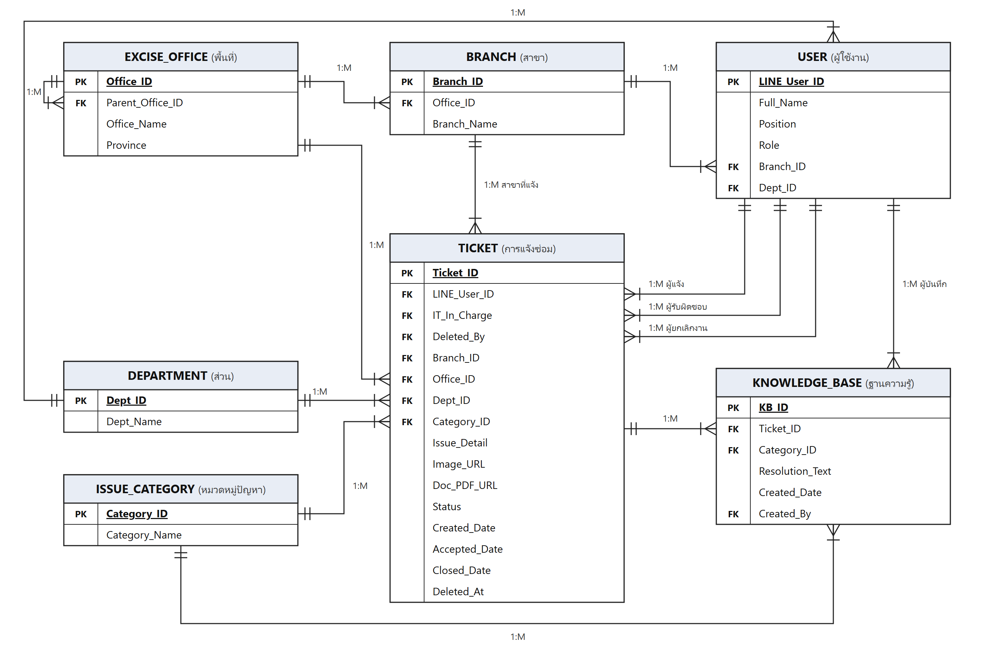 1:M
EXCISE_OFFICE (พื้นที่)
PK Office_ID
FK Parent_Office_ID
Office_Name
Province
1:M
1:M
BRANCH (สาขา)
PK Branch_ID
FK Office_ID
Branch_Name
1:M
USER (ผู้ใช้งาน)
PK LINE_User_ID
Full_Name
Position
Role
FK Branch_ID
FK Dept_ID
1:M สาขาที่แจ้ง
1:M
TICKET (การแจ้งซ่อม)
PK Ticket_ID
FK LINE_User_ID
FK IT_In_Charge
FK Deleted_By
FK Branch_ID
FK Office_ID
FK Dept_ID
FK Category_ID
Issue_Detail
Image_URL
Doc_PDF_URL
Status
Created_Date
Accepted_Date
Closed_Date
Deleted_At
1:M ผู้แจ้ง
1:M ผู้รับผิดชอบ
1:M ผู้ยกเลิกงาน
1:M ผู้บันทึก
DEPARTMENT (ส่วน)
PK Dept_ID
Dept_Name
1:M
KNOWLEDGE_BASE (ฐานความรู้)
PK KB_ID
FK Ticket_ID
FK Category_ID
Resolution_Text
Created_Date
FK Created_By
1:M
ISSUE_CATEGORY (หมวดหมู่ปัญหา)
PK Category_ID
Category_Name
1:M
1:M